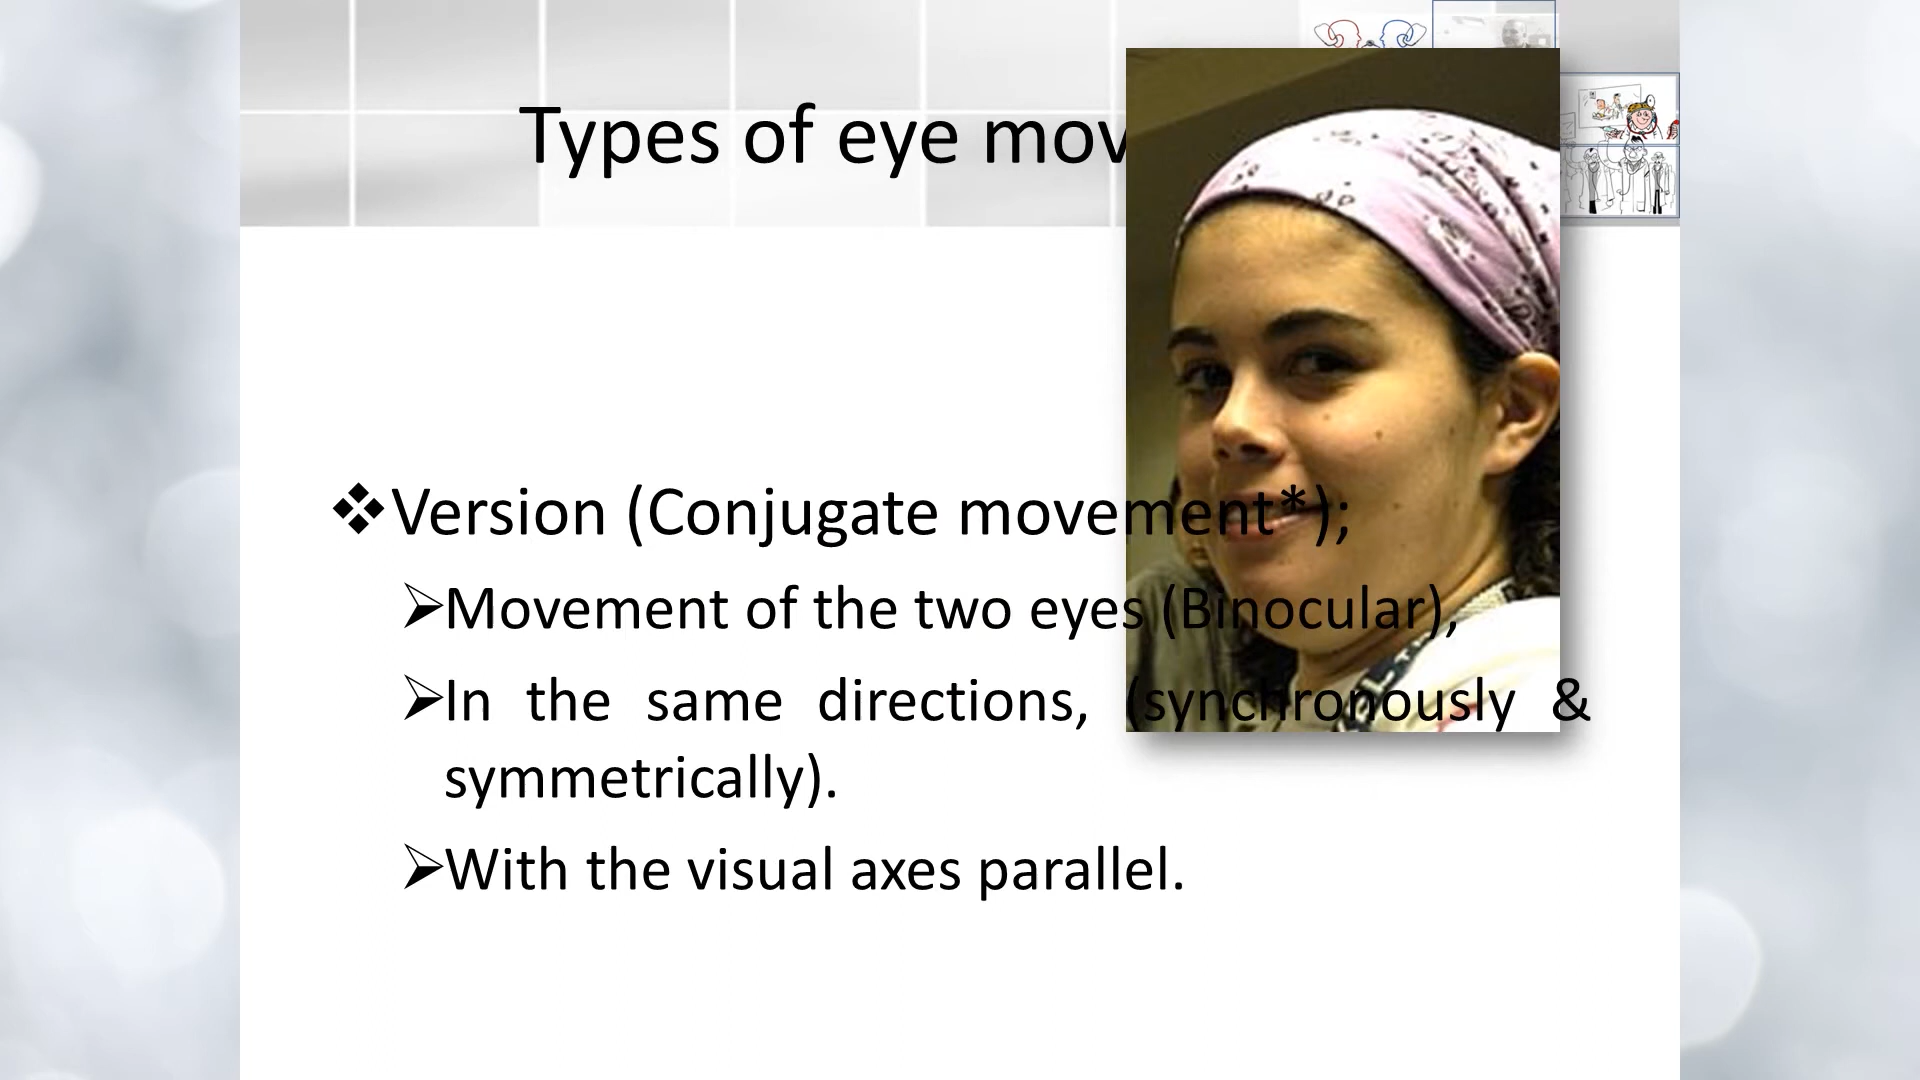 Types of eye mov
❖Version (Conjugate movement*);
➢Movement of the two eyes (Binocular),
➢In the same directions, (synchronously &
symmetrically).
➢With the visual axes parallel.